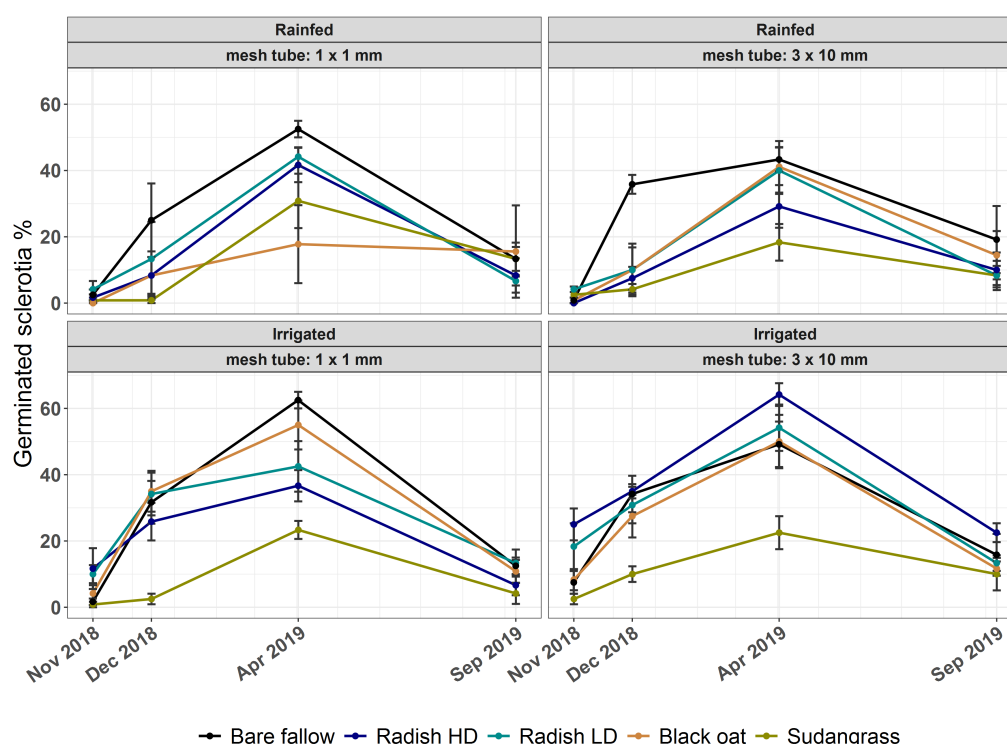 Rainfed
Rainfed
mesh tube: 1 x 1 mm
mesh tube: 3 x 10 mm
60
40
20
0
Irrigated
Irrigated
mesh tube: 1 x 1 mm
mesh tube: 3 x 10 mm
60
40
20
0
Germinated sclerotia %
Nov 2018
Dec 2018
Apr 2019
Sep 2019
Nov 2018
Dec 2018
Apr 2019
Sep 2019
Bare fallow Radish HD Radish LD Black oat Sudangrass